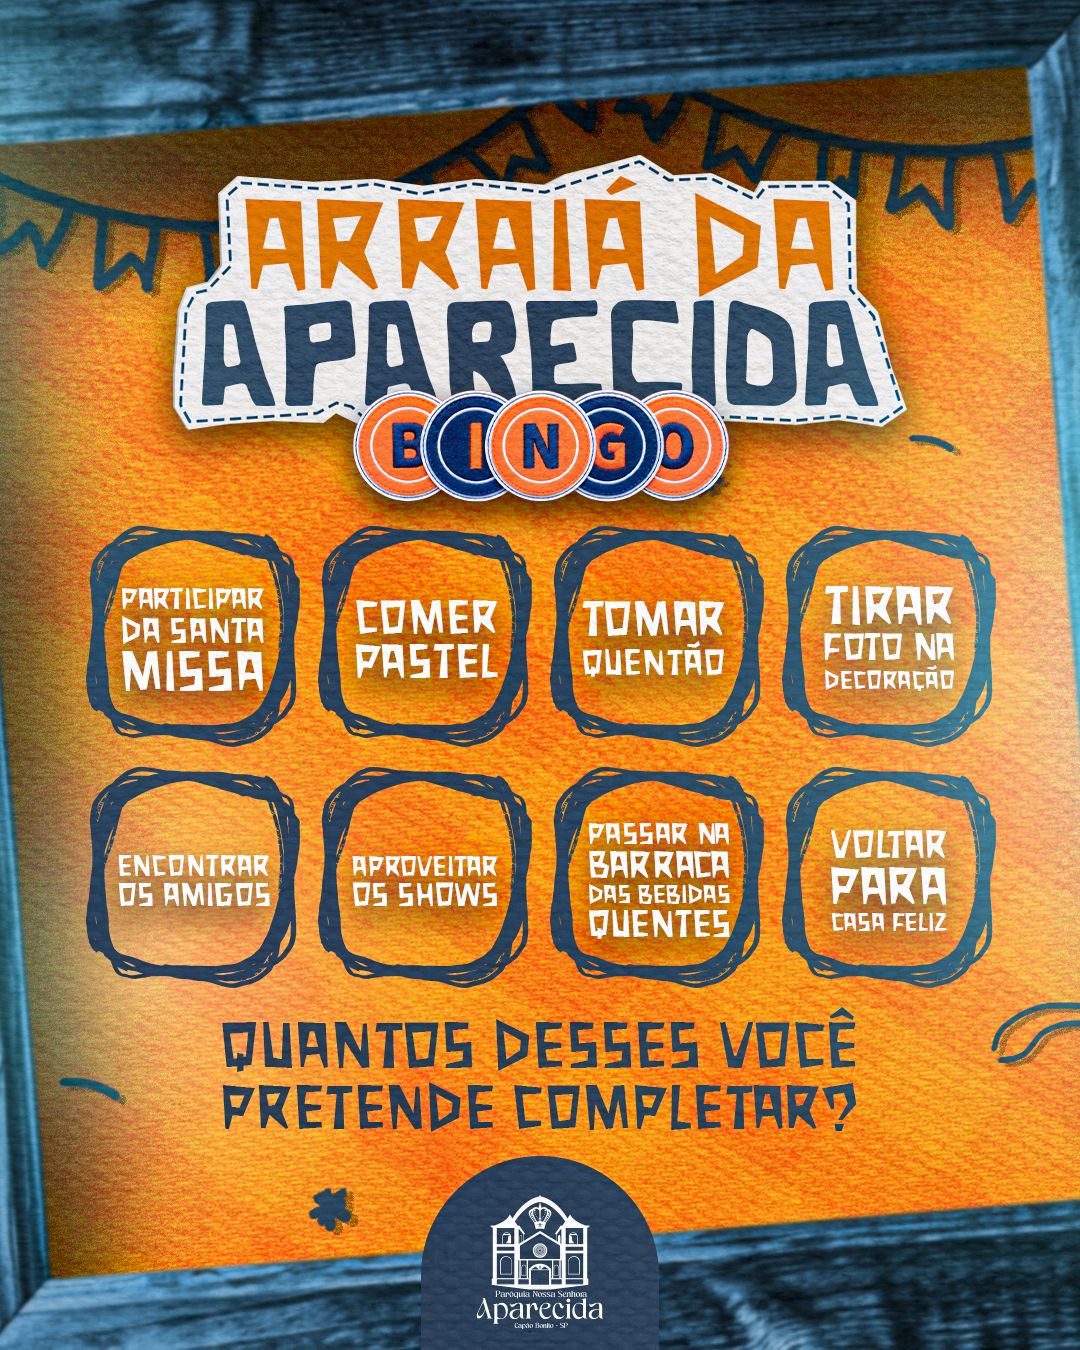 ARRAIÁ DA
APARECIDA
BINGO
PARTICIPAR
DA SANTA
MISSA
COMER
PASTEL
TOMAR
QUENTÃO
TIRAR
FOTO NA
DECORAÇÃO
ENCONTRAR
OS AMIGOS
APROVEITAR
OS SHOWS
PASSAR NA
BARRACA
DAS BEBIDAS
QUENTES
VOLTAR
PARA
CASA FELIZ
QUANTOS DESSES VOCÊ
PRETENDE COMPLETAR?
Paróquia Nossa Senhora
Aparecida
Capão Bonito - SP